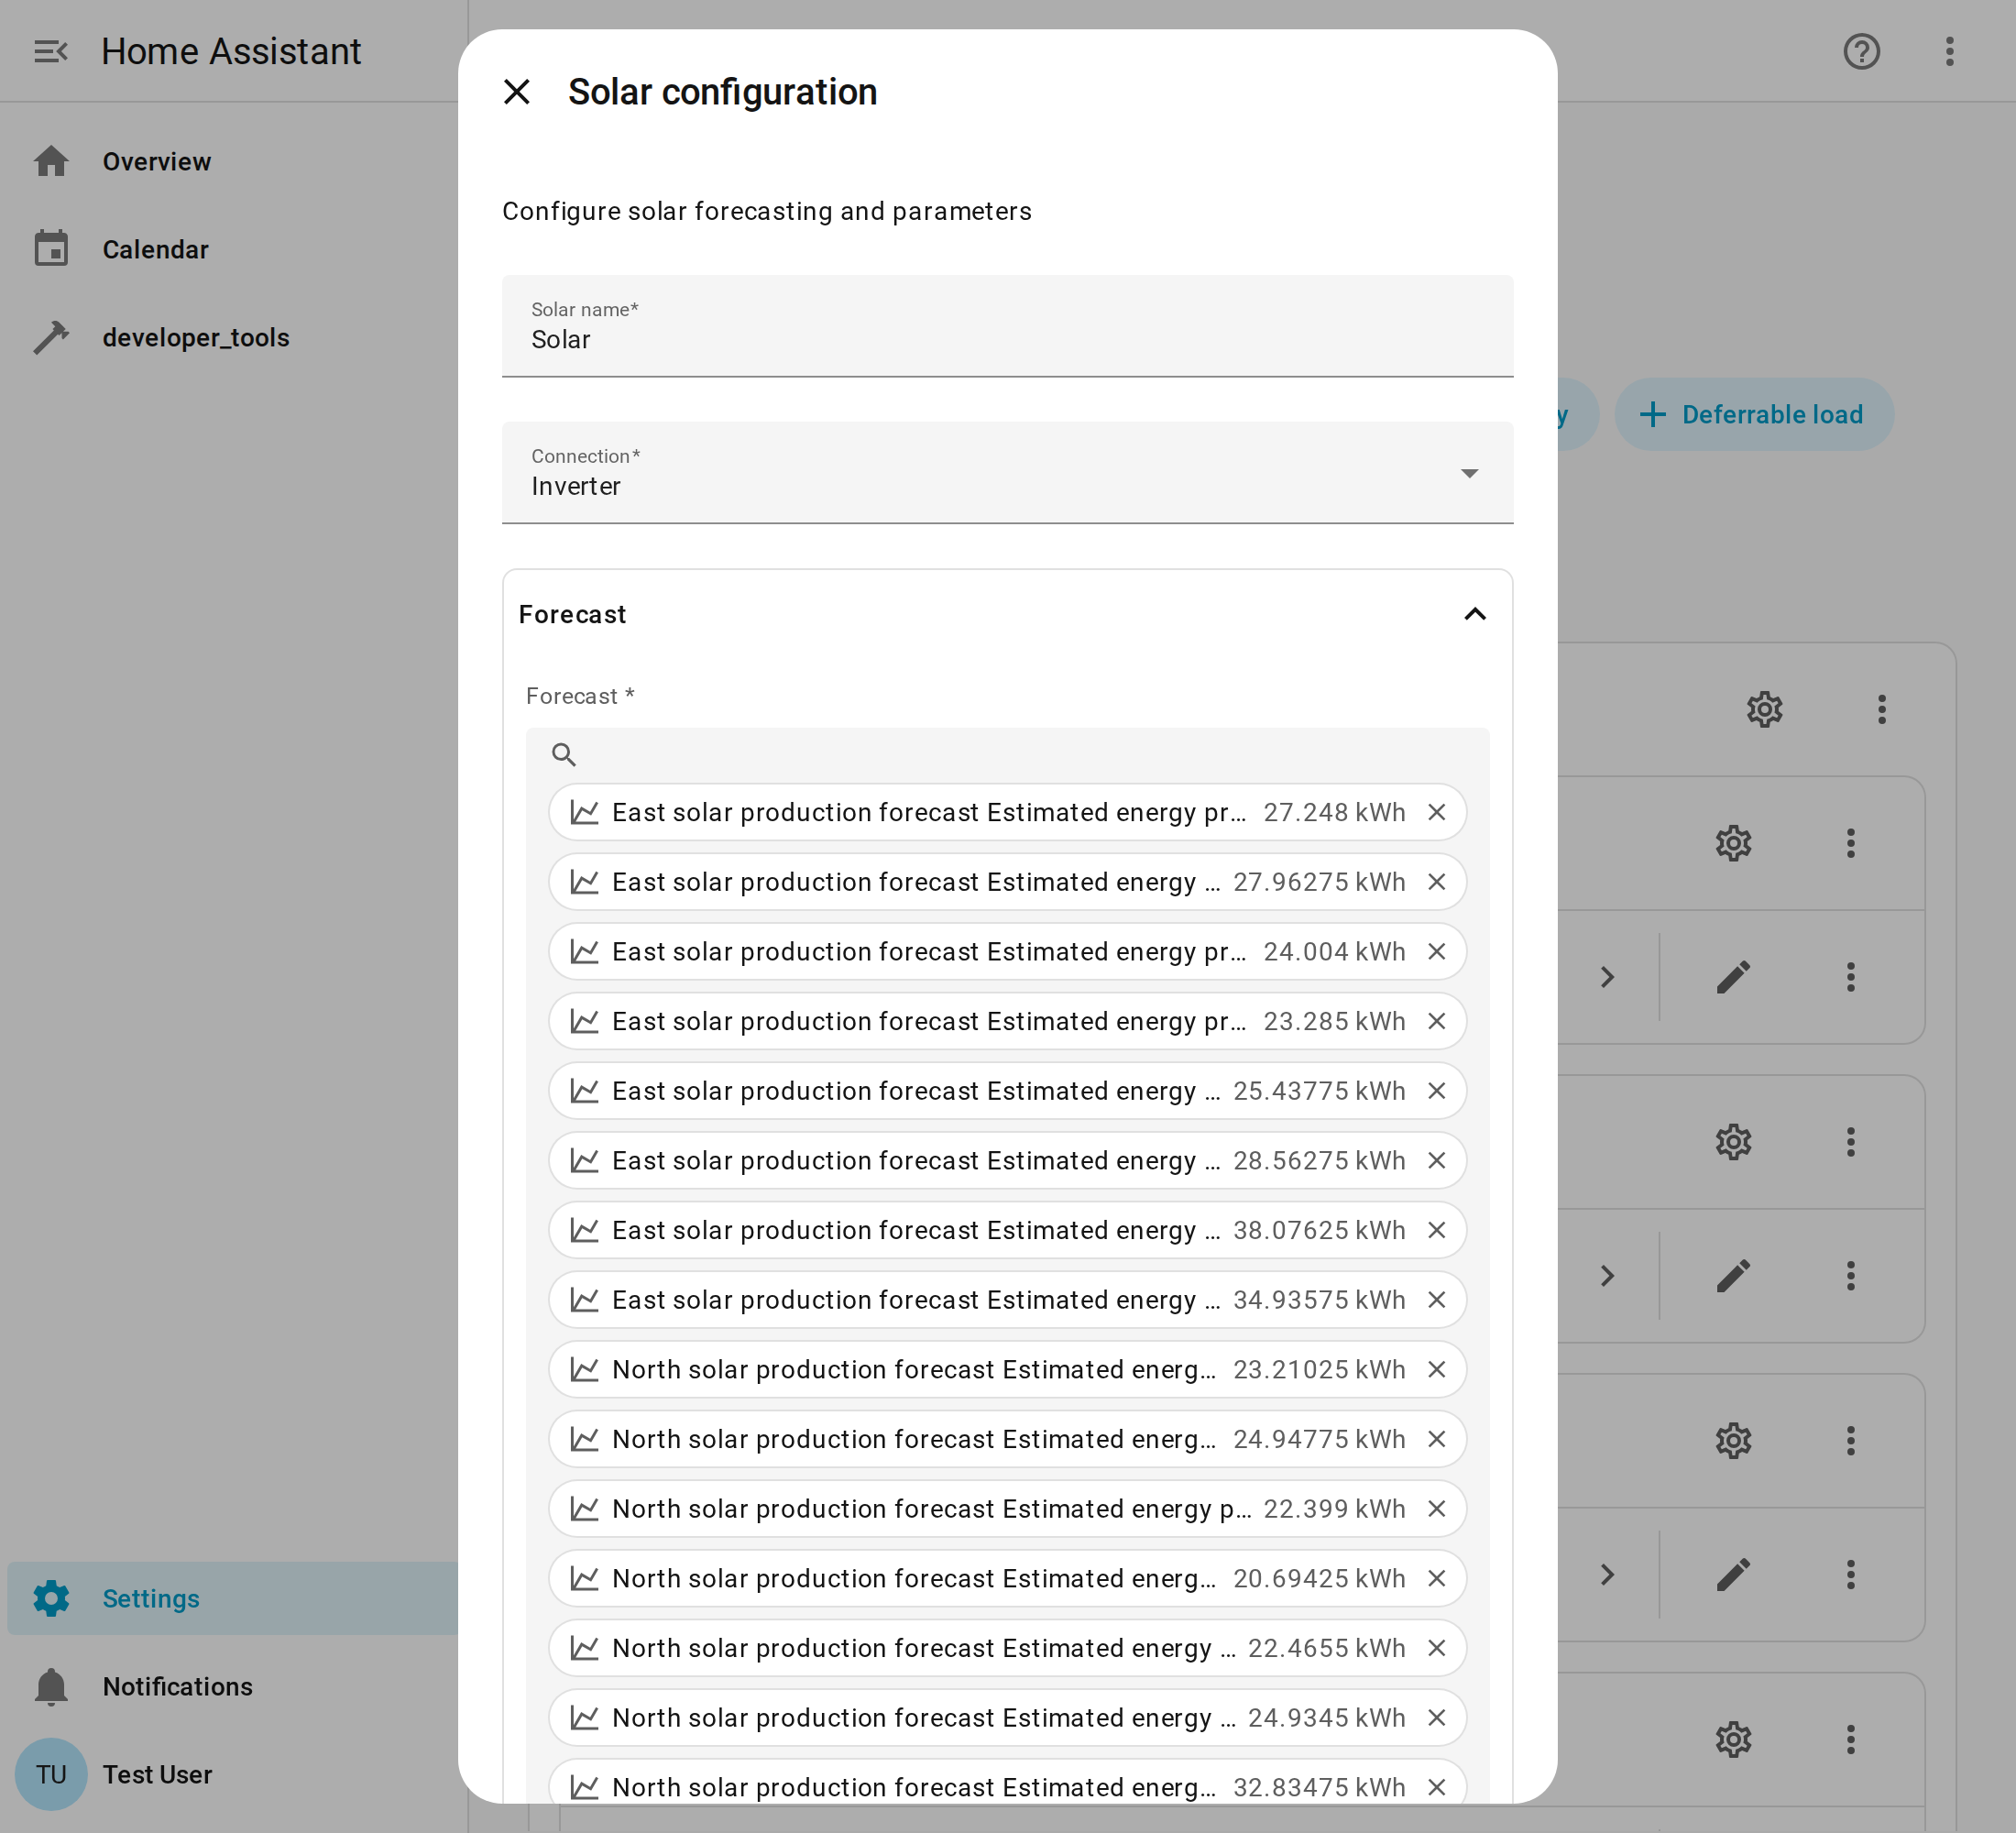 Home Assistant
Overview
Calendar
developer_tools
Settings
Notifications
TU
Test User
Solar configuration
Configure solar forecasting and parameters
Solar name*
Solar
Connection*
Inverter
Forecast
Forecast *
East solar production forecast Estimated energy pr... 27.248 kWh
East solar production forecast Estimated energy ... 27.96275 kWh
East solar production forecast Estimated energy pr... 24.004 kWh
East solar production forecast Estimated energy pr... 23.285 kWh
East solar production forecast Estimated energy ... 25.43775 kWh
East solar production forecast Estimated energy ... 28.56275 kWh
East solar production forecast Estimated energy ... 38.07625 kWh
East solar production forecast Estimated energy ... 34.93575 kWh
North solar production forecast Estimated energ... 23.21025 kWh
North solar production forecast Estimated energ... 24.94775 kWh
North solar production forecast Estimated energy p... 22.399 kWh
North solar production forecast Estimated energ... 20.69425 kWh
North solar production forecast Estimated energy ... 22.4655 kWh
North solar production forecast Estimated energy ... 24.9345 kWh
North solar production forecast Estimated energ... 32.83475 kWh
y
Deferrable load